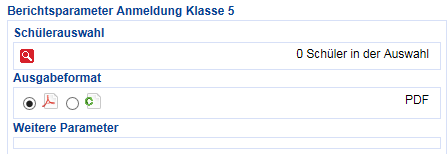 Berichtsparameter Anmeldung Klasse 5
Schülerauswahl
0 Schüler in der Auswahl
Ausgabeformat
PDF
Weitere Parameter